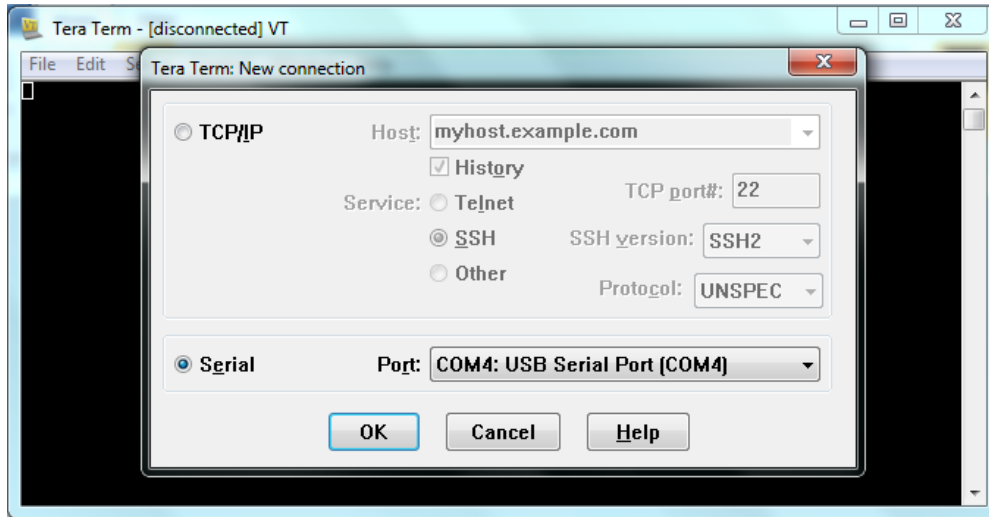 Tera Term - [disconnected] VT
File Edit
Tera Term: New connection
TCP/IP Host: myhost.example.com
History
Service: Telnet TCP port#: 22
SSH SSH version: SSH2
Other Protocol: UNSPEC
Serial Port: COM4: USB Serial Port (COM4)
OK Cancel Help